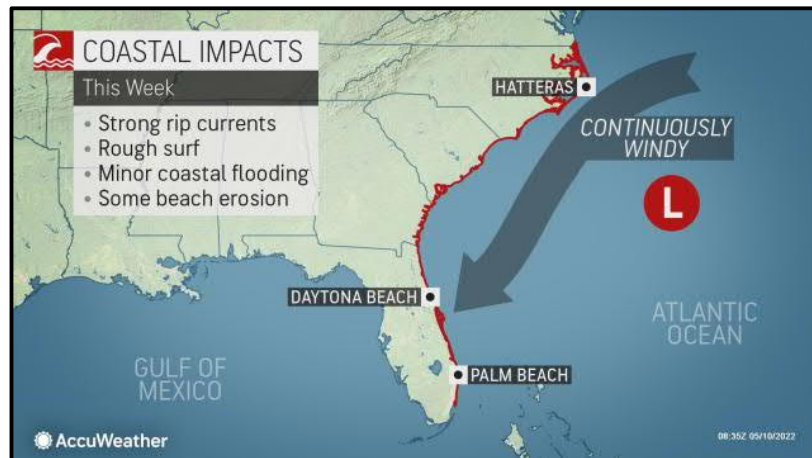 COASTAL IMPACTS
This Week
• Strong rip currents
• Rough surf
• Minor coastal flooding
• Some beach erosion
HATTERAS
CONTINUOUSLY
WINDY
L
DAYTONA BEACH
ATLANTIC
OCEAN
GULF OF
MEXICO
PALM BEACH
AccuWeather
08:35Z 05/10/2022